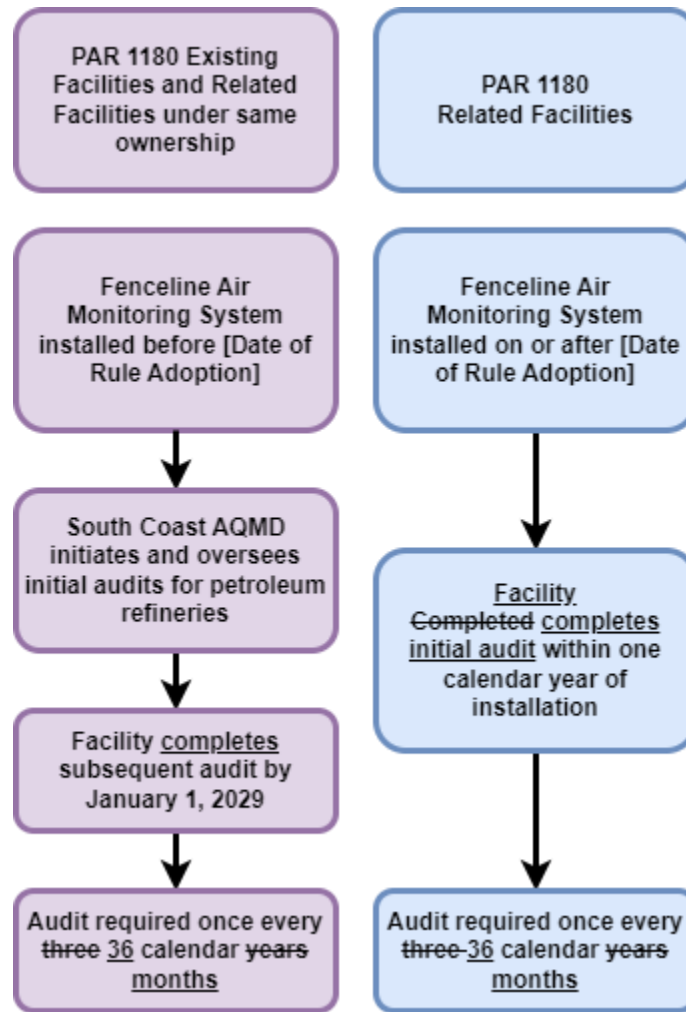 PAR 1180 Existing
Facilities and Related
Facilities under same
ownership
PAR 1180
Related Facilities
Fenceline Air
Monitoring System
installed before [Date of
Rule Adoption]
Fenceline Air
Monitoring System
installed on or after [Date
of Rule Adoption]
South Coast AQMD
initiates and oversees
initial audits for petroleum
refineries
Facility
Completed completes
initial audit within one
calendar year of
installation
Facility completes
subsequent audit by
January 1, 2029
Audit required once every
three 36 calendar years
months
Audit required once every
three 36 calendar years
months